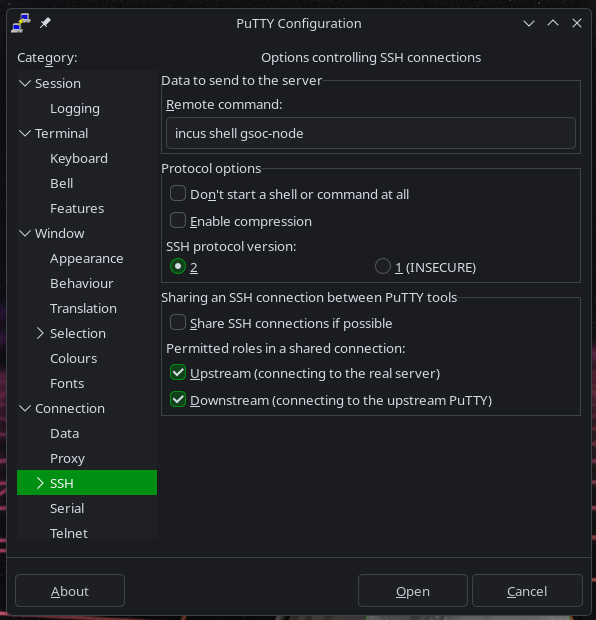 PuTTY Configuration
Category:
Session
Logging
Terminal
Keyboard
Bell
Features
Window
Appearance
Behaviour
Translation
Selection
Colours
Fonts
Connection
Data
Proxy
SSH
Serial
Telnet
Options controlling SSH connections
Data to send to the server
Remote command:
incus shell gsoc-node
Protocol options
Don't start a shell or command at all
Enable compression
SSH protocol version:
2
1 (INSECURE)
Sharing an SSH connection between PuTTY tools
Share SSH connections if possible
Permitted roles in a shared connection:
Upstream (connecting to the real server)
Downstream (connecting to the upstream PuTTY)
About
Open
Cancel